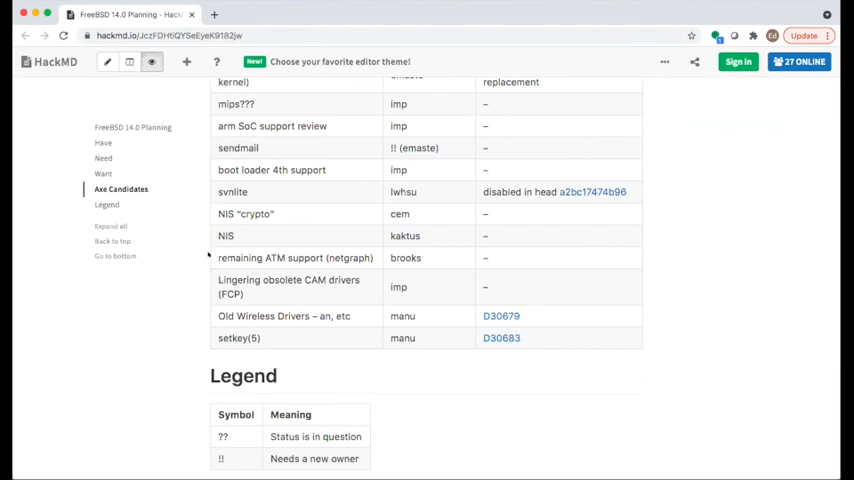 FreeBSD 14.0 Planning - Hack
hackmd.io/JczFDHtiQYSeEyeK9182jw
Ed
Update
HackMD
New! Choose your favorite editor theme!
Sign in
27 ONLINE
FreeBSD 14.0 Planning
Have
Need
Want
Axe Candidates
Legend
Expand all
Back to top
Go to bottom
kernel) emaste replacement
mips??? imp –
arm SoC support review imp –
sendmail !! (emaste) –
boot loader 4th support imp –
svnlite lwhsu disabled in head a2bc17474b96
NIS “crypto” cem –
NIS kaktus –
remaining ATM support (netgraph) brooks –
Lingering obsolete CAM drivers
(FCP) imp –
Old Wireless Drivers – an, etc manu D30679
setkey(5) manu D30683
Legend
Symbol Meaning
?? Status is in question
!! Needs a new owner